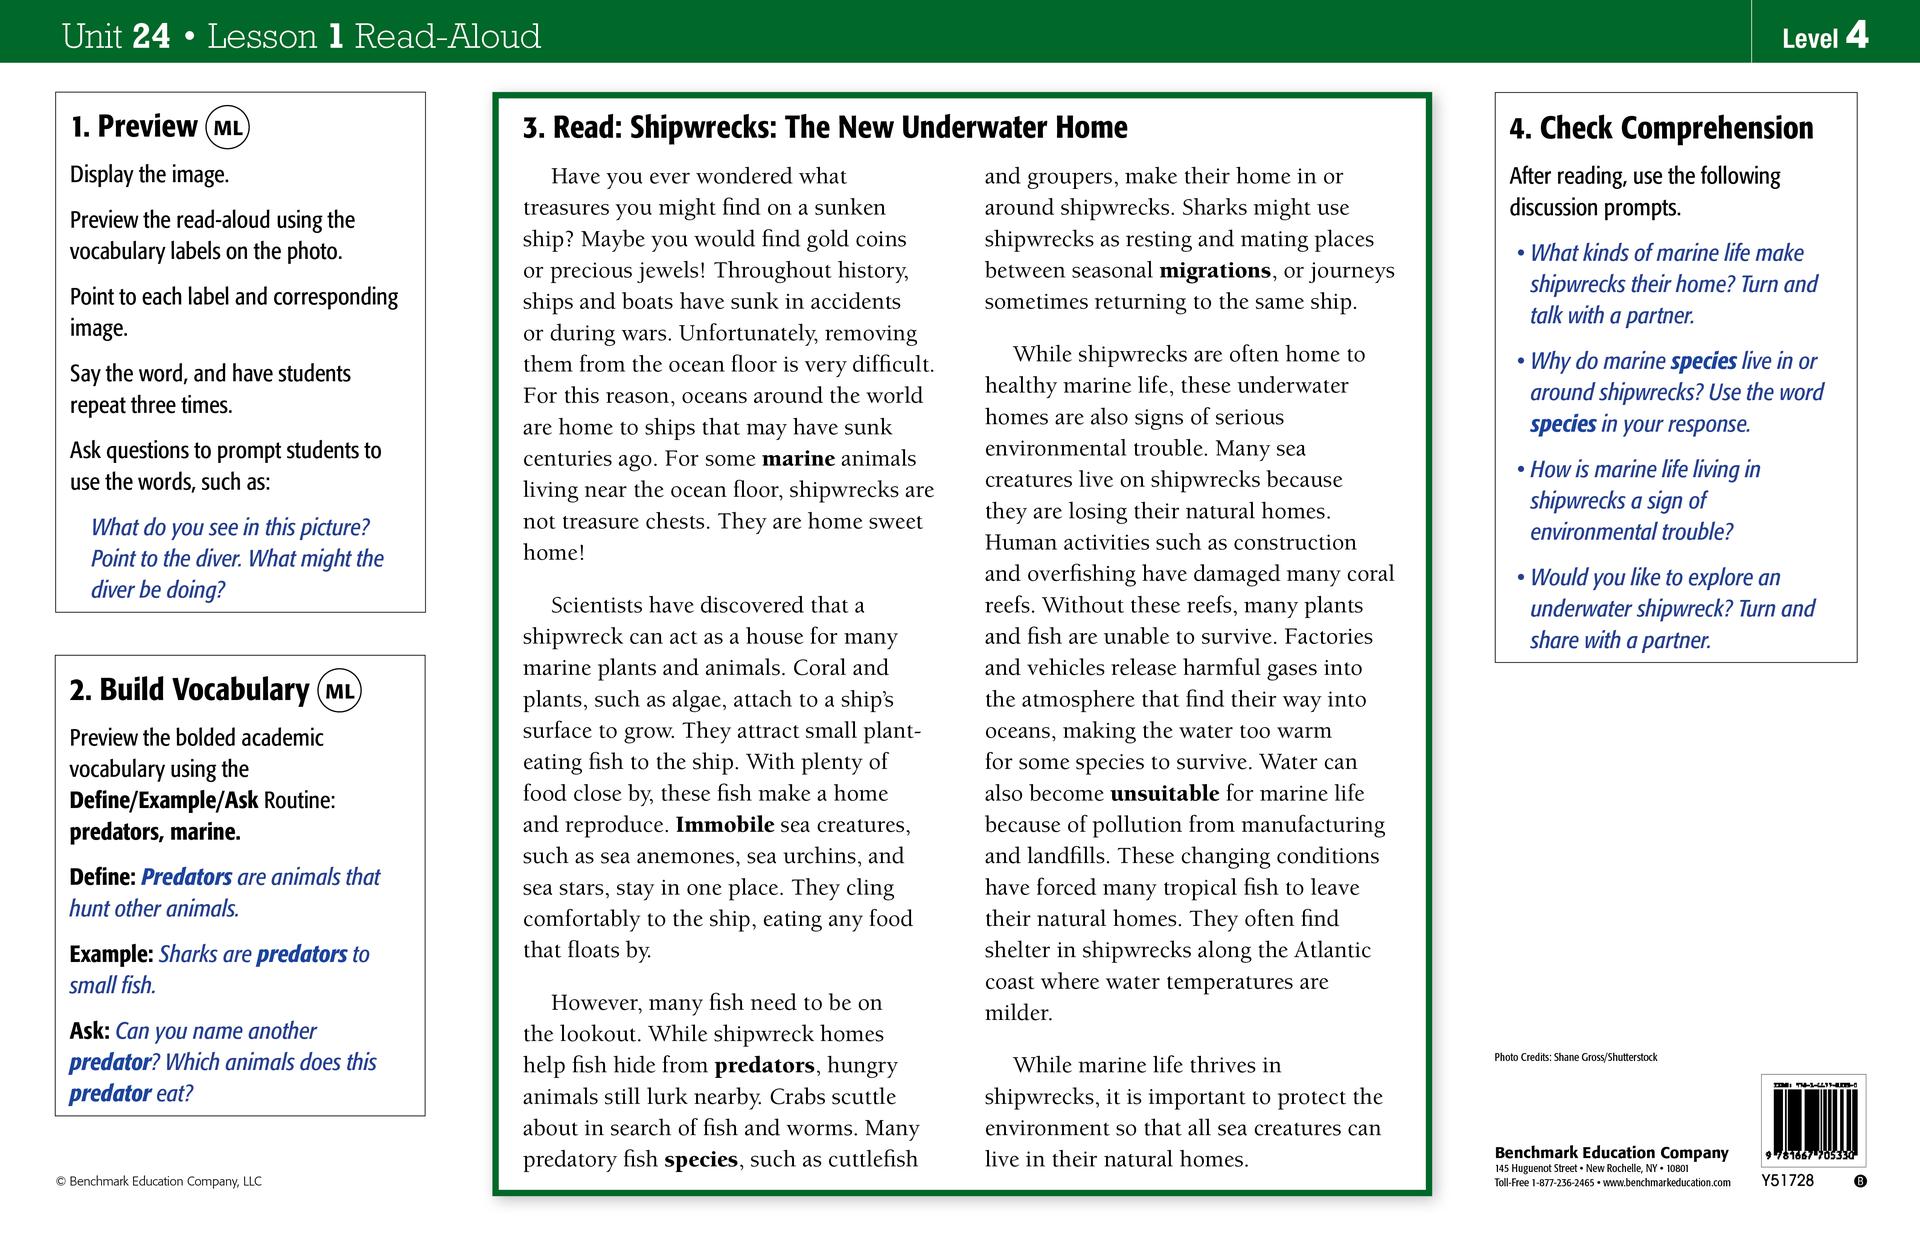 Unit 24 • Lesson 1 Read-Aloud
Level 4
1. Preview ML
Display the image.
Preview the read-aloud using the
vocabulary labels on the photo.
Point to each label and corresponding
image.
Say the word, and have students
repeat three times.
Ask questions to prompt students to
use the words, such as:
What do you see in this picture?
Point to the diver. What might the
diver be doing?
2. Build Vocabulary ML
Preview the bolded academic
vocabulary using the
Define/Example/Ask Routine:
predators, marine.
Define: Predators are animals that
hunt other animals.
Example: Sharks are predators to
small fish.
Ask: Can you name another
predator? Which animals does this
predator eat?
© Benchmark Education Company, LLC
3. Read: Shipwrecks: The New Underwater Home
Have you ever wondered what
treasures you might find on a sunken
ship? Maybe you would find gold coins
or precious jewels! Throughout history,
ships and boats have sunk in accidents
or during wars. Unfortunately, removing
them from the ocean floor is very difficult.
For this reason, oceans around the world
are home to ships that may have sunk
centuries ago. For some marine animals
living near the ocean floor, shipwrecks are
not treasure chests. They are home sweet
home!
Scientists have discovered that a
shipwreck can act as a house for many
marine plants and animals. Coral and
plants, such as algae, attach to a ship's
surface to grow. They attract small plant-
eating fish to the ship. With plenty of
food close by, these fish make a home
and reproduce. Immobile sea creatures,
such as sea anemones, sea urchins, and
sea stars, stay in one place. They cling
comfortably to the ship, eating any food
that floats by.
However, many fish need to be on
the lookout. While shipwreck homes
help fish hide from predators, hungry
animals still lurk nearby. Crabs scuttle
about in search of fish and worms. Many
predatory fish species, such as cuttlefish
and groupers, make their home in or
around shipwrecks. Sharks might use
shipwrecks as resting and mating places
between seasonal migrations, or journeys
sometimes returning to the same ship.
While shipwrecks are often home to
healthy marine life, these underwater
homes are also signs of serious
environmental trouble. Many sea
creatures live on shipwrecks because
they are losing their natural homes.
Human activities such as construction
and overfishing have damaged many coral
reefs. Without these reefs, many plants
and fish are unable to survive. Factories
and vehicles release harmful gases into
the atmosphere that find their way into
oceans, making the water too warm
for some species to survive. Water can
also become unsuitable for marine life
because of pollution from manufacturing
and landfills. These changing conditions
have forced many tropical fish to leave
their natural homes. They often find
shelter in shipwrecks along the Atlantic
coast where water temperatures are
milder.
While marine life thrives in
shipwrecks, it is important to protect the
environment so that all sea creatures can
live in their natural homes.
4. Check Comprehension
After reading, use the following
discussion prompts.
• What kinds of marine life make
shipwrecks their home? Turn and
talk with a partner.
• Why do marine species live in or
around shipwrecks? Use the word
species in your response.
• How is marine life living in
shipwrecks a sign of
environmental trouble?
• Would you like to explore an
underwater shipwreck? Turn and
share with a partner.
Photo Credits: Shane Gross/Shutterstock
Benchmark Education Company
145 Huguenot Street • New Rochelle, NY • 10801
Toll-Free 1-877-236-2465 • www.benchmarkeducation.com
9 781667 705330
Y51728
B